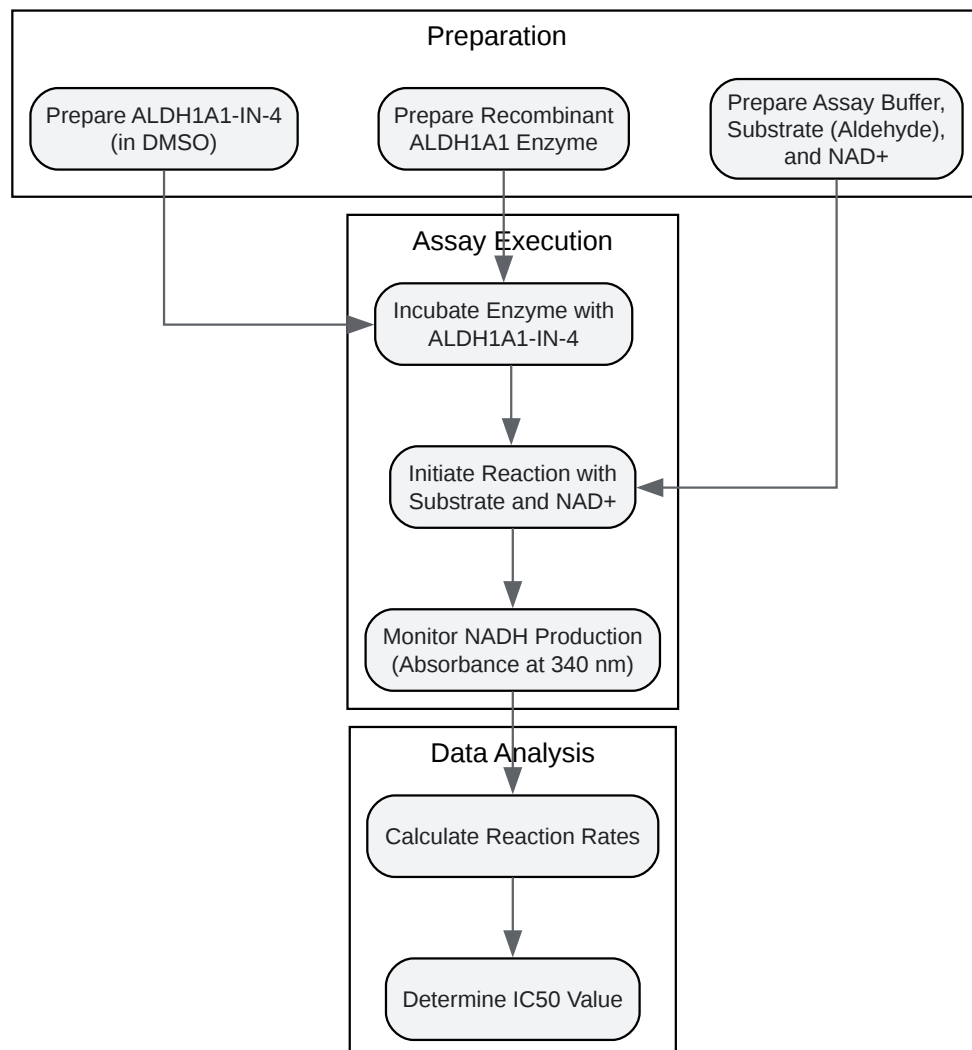 Preparation
Prepare ALDH1A1-IN-4
(in DMSO)
Prepare Recombinant
ALDH1A1 Enzyme
Prepare Assay Buffer,
Substrate (Aldehyde),
and NAD+
Assay Execution
Incubate Enzyme with
ALDH1A1-IN-4
Initiate Reaction with
Substrate and NAD+
Monitor NADH Production
(Absorbance at 340 nm)
Data Analysis
Calculate Reaction Rates
Determine IC50 Value